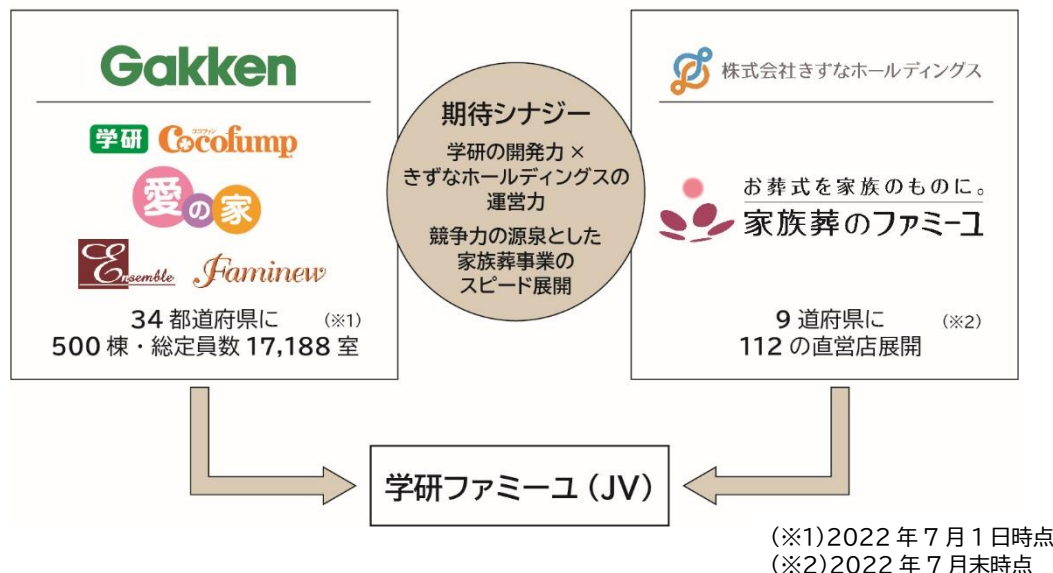 Gakken
学研 Cocofump
ココファン
愛の家
Ensemble Faminew
34 都道府県に (※1)
500 棟・総定員数 17,188 室
期待シナジー
学研の開発力 ×
きずなホールディングスの
運営力
競争力の源泉とした
家族葬事業の
スピード展開
株式会社きずなホールディングス
お葬式を家族のものに。
家族葬のファミーユ
9 道府県に (※2)
112 の直営店展開
学研ファミーユ(JV)
(※1)2022 年 7 月 1 日時点
(※2)2022 年 7 月末時点